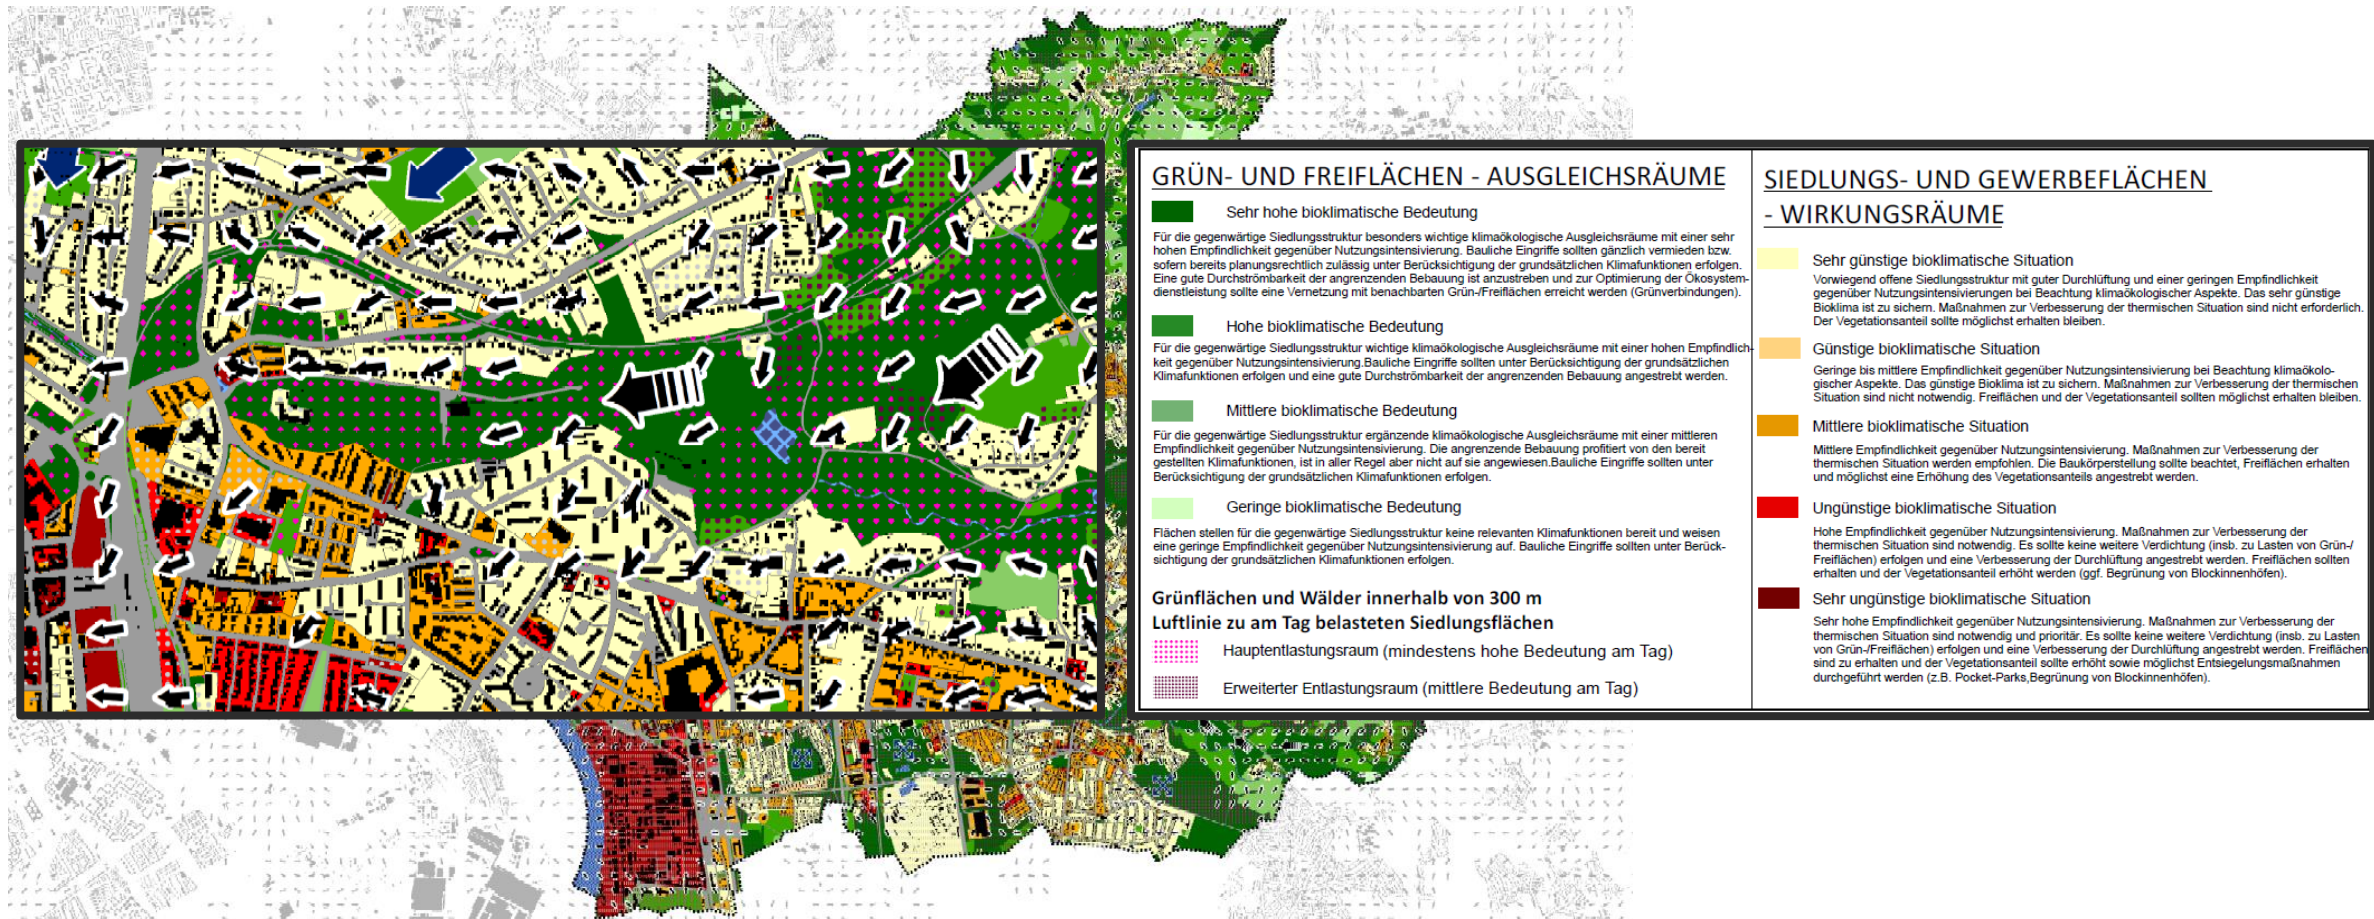 GRÜN- UND FREIFLÄCHEN - AUSGLEICHSRÄUME
Sehr hohe bioklimatische Bedeutung
Für die gegenwärtige Siedlungsstruktur besonders wichtige klimaökologische Ausgleichsräume mit einer sehr
hohen Empfindlichkeit gegenüber Nutzungsintensivierung. Bauliche Eingriffe sollten gänzlich vermieden bzw.
sofern bereits planungsrechtlich zulässig unter Berücksichtigung der grundsätzlichen Klimafunktionen erfolgen.
Eine gute Durchströmbarkeit der angrenzenden Bebauung ist anzustreben und zur Optimierung der Ökosystem-
dienstleistung sollte eine Vernetzung mit benachbarten Grün-/Freiflächen erreicht werden (Grünverbindungen).
Hohe bioklimatische Bedeutung
Für die gegenwärtige Siedlungsstruktur wichtige klimaökologische Ausgleichsräume mit einer hohen Empfindlich-
keit gegenüber Nutzungsintensivierung.Bauliche Eingriffe sollten unter Berücksichtigung der grundsätzlichen
Klimafunktionen erfolgen und eine gute Durchströmbarkeit der angrenzenden Bebauung angestrebt werden.
Mittlere bioklimatische Bedeutung
Für die gegenwärtige Siedlungsstruktur ergänzende klimaökologische Ausgleichsräume mit einer mittleren
Empfindlichkeit gegenüber Nutzungsintensivierung. Die angrenzende Bebauung profitiert von den bereit
gestellten Klimafunktionen, ist in aller Regel aber nicht auf sie angewiesen.Bauliche Eingriffe sollten unter
Berücksichtigung der grundsätzlichen Klimafunktionen erfolgen.
Geringe bioklimatische Bedeutung
Flächen stellen für die gegenwärtige Siedlungsstruktur keine relevanten Klimafunktionen bereit und weisen
eine geringe Empfindlichkeit gegenüber Nutzungsintensivierung auf. Bauliche Eingriffe sollten unter Berück-
sichtigung der grundsätzlichen Klimafunktionen erfolgen.
Grünflächen und Wälder innerhalb von 300 m
Luftlinie zu am Tag belasteten Siedlungsflächen
Hauptentlastungsraum (mindestens hohe Bedeutung am Tag)
Erweiterter Entlastungsraum (mittlere Bedeutung am Tag)
SIEDLUNGS- UND GEWERBEFLÄCHEN
- WIRKUNGSRÄUME
Sehr günstige bioklimatische Situation
Vorwiegend offene Siedlungsstruktur mit guter Durchlüftung und einer geringen Empfindlichkeit
gegenüber Nutzungsintensivierungen bei Beachtung klimaökologischer Aspekte. Das sehr günstige
Bioklima ist zu sichern. Maßnahmen zur Verbesserung der thermischen Situation sind nicht erforderlich.
Der Vegetationsanteil sollte möglichst erhalten bleiben.
Günstige bioklimatische Situation
Geringe bis mittlere Empfindlichkeit gegenüber Nutzungsintensivierung bei Beachtung klimaökolo-
gischer Aspekte. Das günstige Bioklima ist zu sichern. Maßnahmen zur Verbesserung der thermischen
Situation sind nicht notwendig. Freiflächen und der Vegetationsanteil sollten möglichst erhalten bleiben.
Mittlere bioklimatische Situation
Mittlere Empfindlichkeit gegenüber Nutzungsintensivierung. Maßnahmen zur Verbesserung der
thermischen Situation werden empfohlen. Die Baukörperstellung sollte beachtet, Freiflächen erhalten
und möglichst eine Erhöhung des Vegetationsanteils angestrebt werden.
Ungünstige bioklimatische Situation
Hohe Empfindlichkeit gegenüber Nutzungsintensivierung. Maßnahmen zur Verbesserung der
thermischen Situation sind notwendig. Es sollte keine weitere Verdichtung (insb. zu Lasten von Grün-/
Freiflächen) erfolgen und eine Verbesserung der Durchlüftung angestrebt werden. Freiflächen sollten
erhalten und der Vegetationsanteil erhöht werden (ggf. Begrünung von Blockinnenhöfen).
Sehr ungünstige bioklimatische Situation
Sehr hohe Empfindlichkeit gegenüber Nutzungsintensivierung. Maßnahmen zur Verbesserung der
thermischen Situation sind notwendig und prioritär. Es sollte keine weitere Verdichtung (insb. zu Lasten
von Grün-/Freiflächen) erfolgen und eine Verbesserung der Durchlüftung angestrebt werden. Freiflächen
sind zu erhalten und der Vegetationsanteil sollte erhöht sowie möglichst Entsiegelungsmaßnahmen
durchgeführt werden (z.B. Pocket-Parks,Begrünung von Blockinnenhöfen).